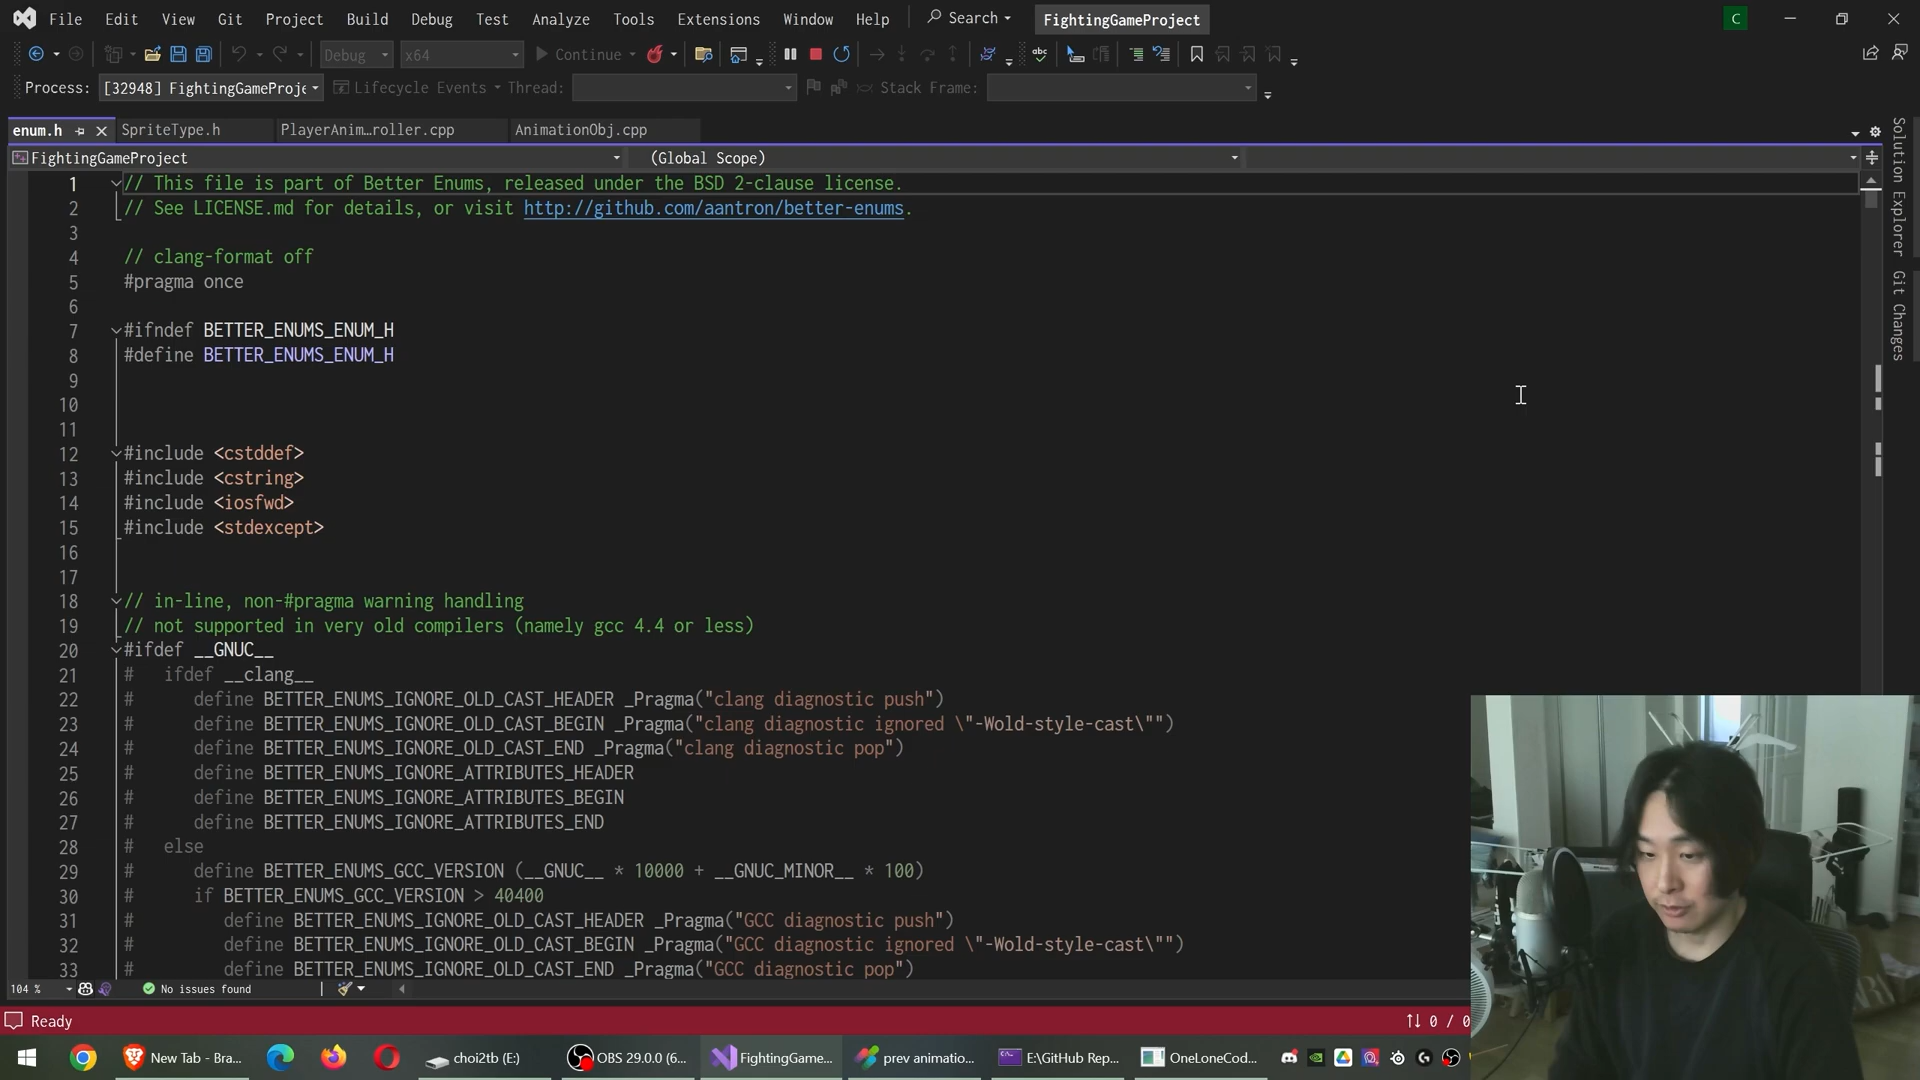 File Edit View Git Project Build Debug Test Analyze Tools Extensions Window Help Search FightingGameProject C
Debug x64 Continue abc
Process: [32948] FightingGameProje Lifecycle Events Thread: Stack Frame:
enum.h SpriteType.h PlayerAnim...roller.cpp AnimationObj.cpp
FightingGameProject (Global Scope)
Solution Explorer
Git Changes
1 // This file is part of Better Enums, released under the BSD 2-clause license.
2 // See LICENSE.md for details, or visit http://github.com/aantron/better-enums.
3
4 // clang-format off
5 #pragma once
6
7 #ifndef BETTER_ENUMS_ENUM_H
8 #define BETTER_ENUMS_ENUM_H
9
10
11
12 #include <cstddef>
13 #include <cstring>
14 #include <iosfwd>
15 #include <stdexcept>
16
17
18 // in-line, non-#pragma warning handling
19 // not supported in very old compilers (namely gcc 4.4 or less)
20 #ifdef __GNUC__
21 # ifdef __clang__
22 # define BETTER_ENUMS_IGNORE_OLD_CAST_HEADER _Pragma("clang diagnostic push")
23 # define BETTER_ENUMS_IGNORE_OLD_CAST_BEGIN _Pragma("clang diagnostic ignored \"-Wold-style-cast\"")
24 # define BETTER_ENUMS_IGNORE_OLD_CAST_END _Pragma("clang diagnostic pop")
25 # define BETTER_ENUMS_IGNORE_ATTRIBUTES_HEADER
26 # define BETTER_ENUMS_IGNORE_ATTRIBUTES_BEGIN
27 # define BETTER_ENUMS_IGNORE_ATTRIBUTES_END
28 # else
29 # define BETTER_ENUMS_GCC_VERSION (__GNUC__ * 10000 + __GNUC_MINOR__ * 100)
30 # if BETTER_ENUMS_GCC_VERSION > 40400
31 # define BETTER_ENUMS_IGNORE_OLD_CAST_HEADER _Pragma("GCC diagnostic push")
32 # define BETTER_ENUMS_IGNORE_OLD_CAST_BEGIN _Pragma("GCC diagnostic ignored \"-Wold-style-cast\"")
33 # define BETTER_ENUMS_IGNORE_OLD_CAST_END _Pragma("GCC diagnostic pop")
104 % No issues found
Ready 0 / 0
New Tab - Bra... choi2tb (E:) OBS 29.0.0 (6... FightingGame... prev animatio... E:\GitHub Rep... OneLoneCod...